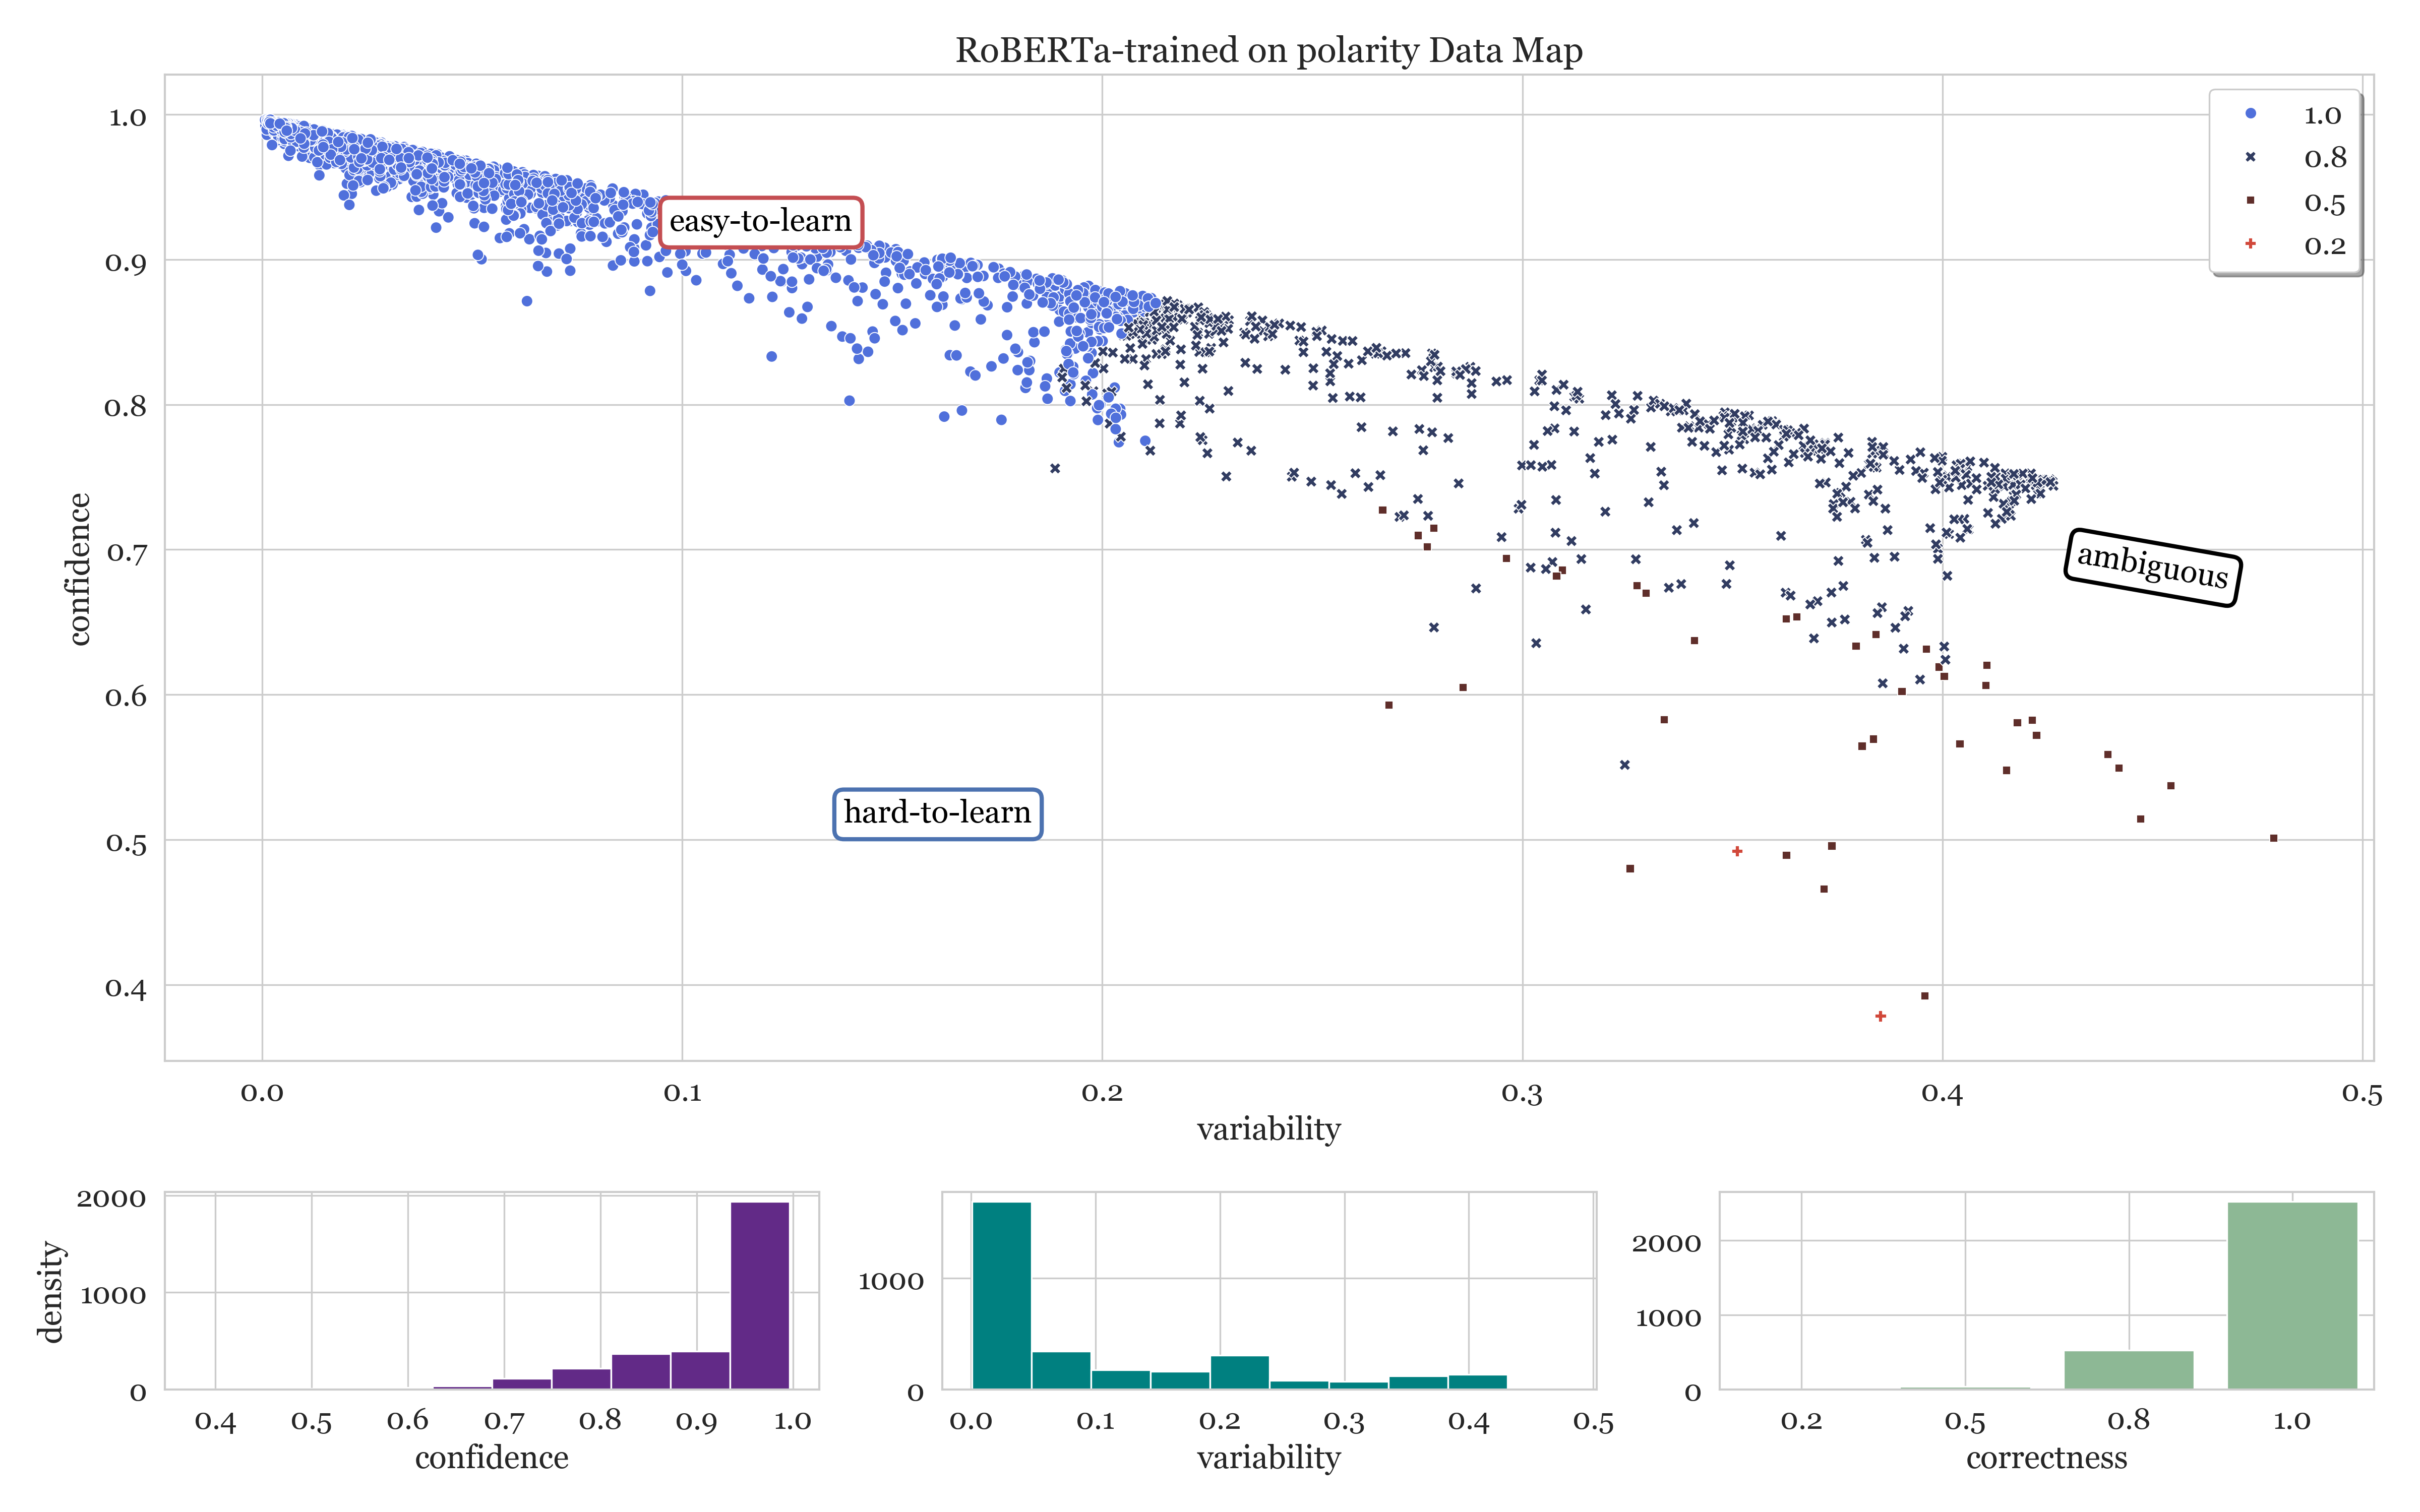 RoBERTa-trained on polarity Data Map
1.0
0.9
0.8
0.7
0.6
0.5
0.4
confidence
1.0
0.8
0.5
0.2
easy-to-learn
ambiguous
hard-to-learn
0.0 0.1 0.2 0.3 0.4 0.5
variability
2000
1000
0
density
0.4 0.5 0.6 0.7 0.8 0.9 1.0
confidence
1000
0
0.0 0.1 0.2 0.3 0.4 0.5
variability
2000
1000
0
0.2 0.5 0.8 1.0
correctness